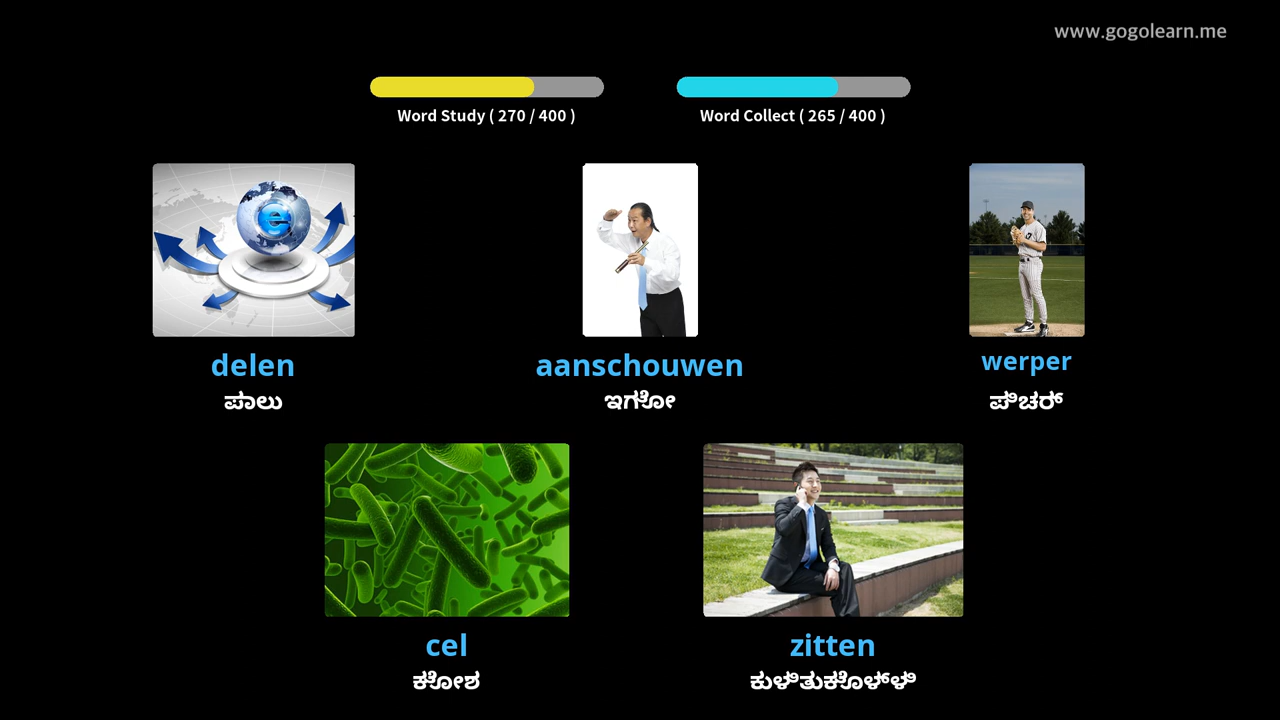 www.gogolearn.me
Word Study ( 270 / 400 )
Word Collect ( 265 / 400 )
delen
ಪಾಲು
aanschouwen
ಇಗೋ
werper
ಪಿಚರ್
cel
ಕೋಶ
zitten
ಕುಳಿತುಕೊಳ್ಳಿ